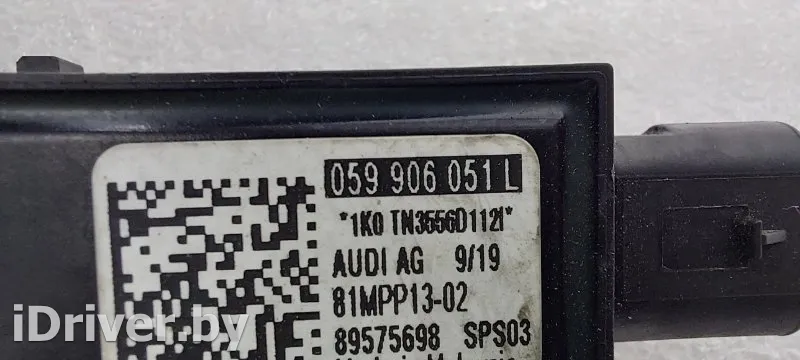 059 906 051 L
*1K0 TN3556D112I*
AUDI AG 9/19
81MPP13-02
89575698 SPS03
iDriver.by